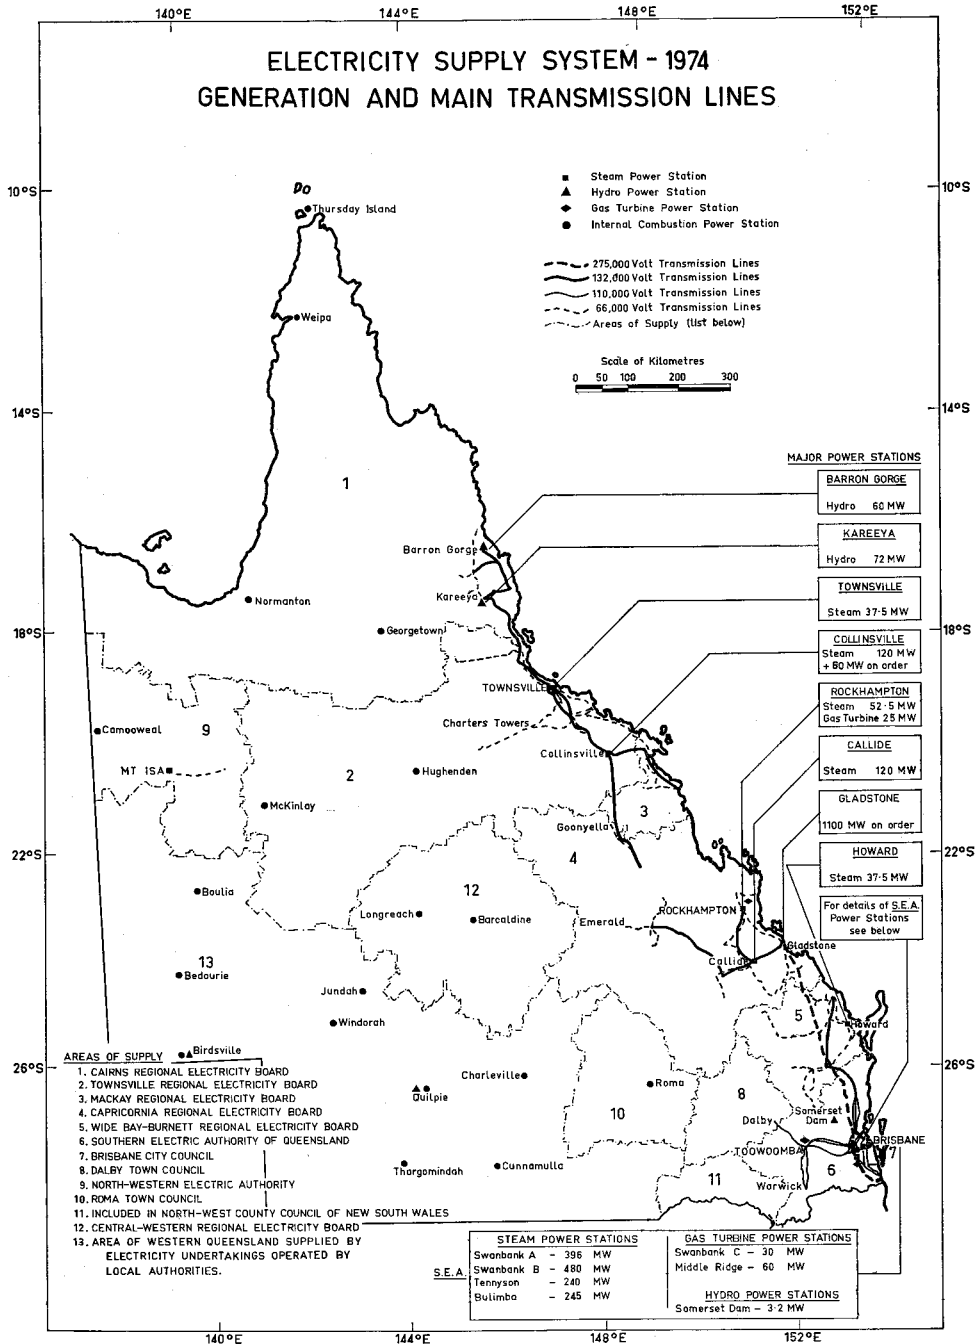 140°E 144°E 148°E 152°E
ELECTRICITY SUPPLY SYSTEM - 1974
GENERATION AND MAIN TRANSMISSION LINES
Steam Power Station
Hydro Power Station
Gas Turbine Power Station
Internal Combustion Power Station
275,000 Volt Transmission Lines
132,000 Volt Transmission Lines
110,000 Volt Transmission Lines
66,000 Volt Transmission Lines
Areas of Supply (list below)
Scale of Kilometres
0 50 100 200 300
10°S 10°S
Thursday Island
Weipa
14°S 14°S
MAJOR POWER STATIONS
BARRON GORGE
Hydro 60 MW
KAREEYA
Hydro 72 MW
TOWNSVILLE
Steam 37·5 MW
COLLINSVILLE
Steam 120 MW
+ 60 MW on order
ROCKHAMPTON
Steam 52·5 MW
Gas Turbine 25 MW
CALLIDE
Steam 120 MW
GLADSTONE
1100 MW on order
HOWARD
Steam 37·5 MW
For details of S.E.A.
Power Stations
see below
1
Barron Gorge
Kareeya
Normanton
Georgetown
18°S 18°S
TOWNSVILLE
Charters Towers
Camooweal
9
Collinsville
MT ISA
2
Hughenden
McKinlay
3
Goonyella
22°S 22°S
4
Boulia
12
Longreach
Barcaldine
Emerald
ROCKHAMPTON
Gladstone
Callide
13
Bedourie
Jundah
Windorah
5
Howard
Birdsville
26°S 26°S
Charleville
Roma
Quilpie
10
8
Somerset
Dam
Dalby
TOOWOOMBA
BRISBANE
7
Thargomindah
Cunnamulla
11
Warwick
6
AREAS OF SUPPLY
1. CAIRNS REGIONAL ELECTRICITY BOARD
2. TOWNSVILLE REGIONAL ELECTRICITY BOARD
3. MACKAY REGIONAL ELECTRICITY BOARD
4. CAPRICORNIA REGIONAL ELECTRICITY BOARD
5. WIDE BAY-BURNETT REGIONAL ELECTRICITY BOARD
6. SOUTHERN ELECTRIC AUTHORITY OF QUEENSLAND
7. BRISBANE CITY COUNCIL
8. DALBY TOWN COUNCIL
9. NORTH-WESTERN ELECTRIC AUTHORITY
10. ROMA TOWN COUNCIL
11. INCLUDED IN NORTH-WEST COUNTY COUNCIL OF NEW SOUTH WALES
12. CENTRAL-WESTERN REGIONAL ELECTRICITY BOARD
13. AREA OF WESTERN QUEENSLAND SUPPLIED BY
ELECTRICITY UNDERTAKINGS OPERATED BY
LOCAL AUTHORITIES.
S.E.A.
STEAM POWER STATIONS
Swanbank A - 396 MW
Swanbank B - 480 MW
Tennyson - 240 MW
Bulimba - 245 MW
GAS TURBINE POWER STATIONS
Swanbank C - 30 MW
Middle Ridge - 60 MW
HYDRO POWER STATIONS
Somerset Dam - 3·2 MW
140°E 144°E 148°E 152°E